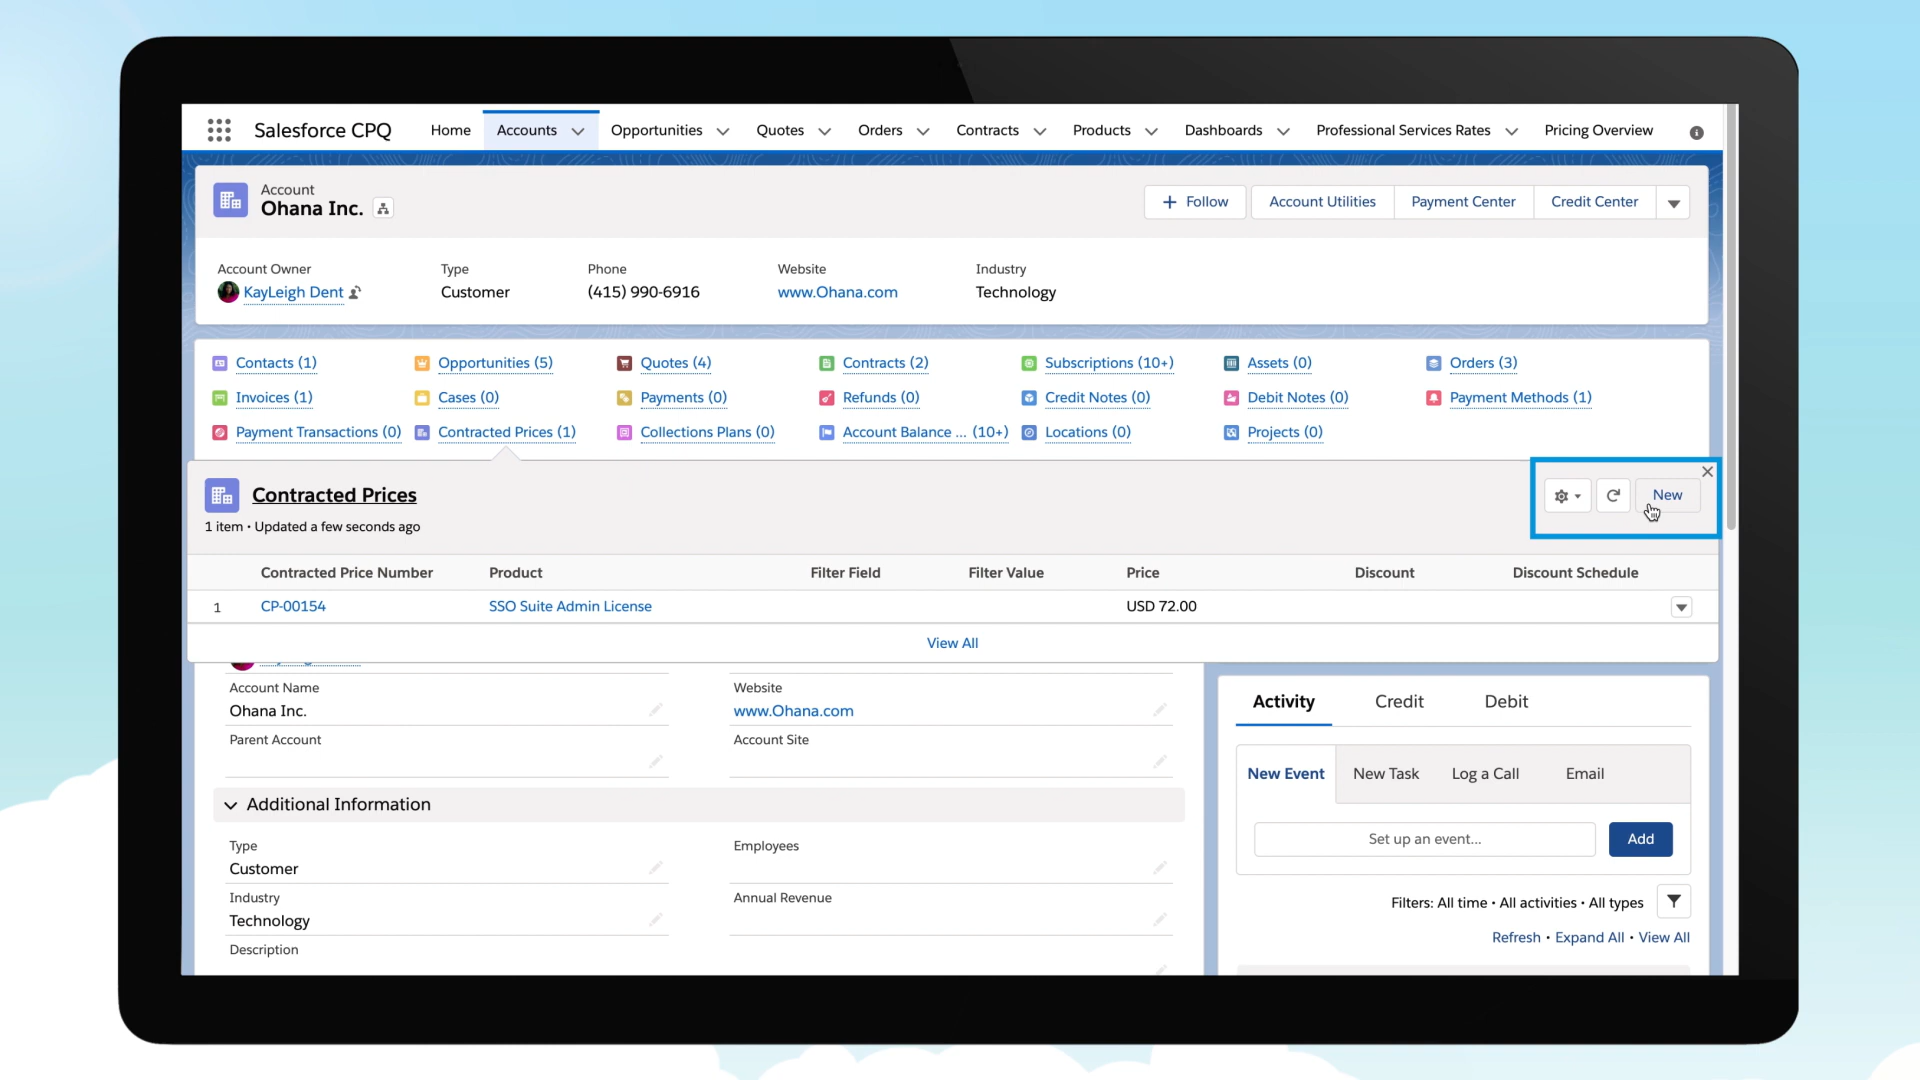 Salesforce CPQ Home Accounts Opportunities Quotes Orders Contracts Products Dashboards Professional Services Rates Pricing Overview
Account
Ohana Inc.
Follow Account Utilities Payment Center Credit Center
Account Owner Type Phone Website Industry
KayLeigh Dent Customer (415) 990-6916 www.Ohana.com Technology
Contacts (1) Opportunities (5) Quotes (4) Contracts (2) Subscriptions (10+) Assets (0) Orders (3)
Invoices (1) Cases (0) Payments (0) Refunds (0) Credit Notes (0) Debit Notes (0) Payment Methods (1)
Payment Transactions (0) Contracted Prices (1) Collections Plans (0) Account Balance ... (10+) Locations (0) Projects (0)
Contracted Prices
New
1 item • Updated a few seconds ago
Contracted Price Number Product Filter Field Filter Value Price Discount Discount Schedule
1 CP-00154 SSO Suite Admin License USD 72.00
View All
Account Name Website
Ohana Inc. www.Ohana.com
Parent Account Account Site
Additional Information
Type Employees
Customer
Industry Annual Revenue
Technology
Description
Activity Credit Debit
New Event New Task Log a Call Email
Set up an event... Add
Filters: All time • All activities • All types
Refresh • Expand All • View All